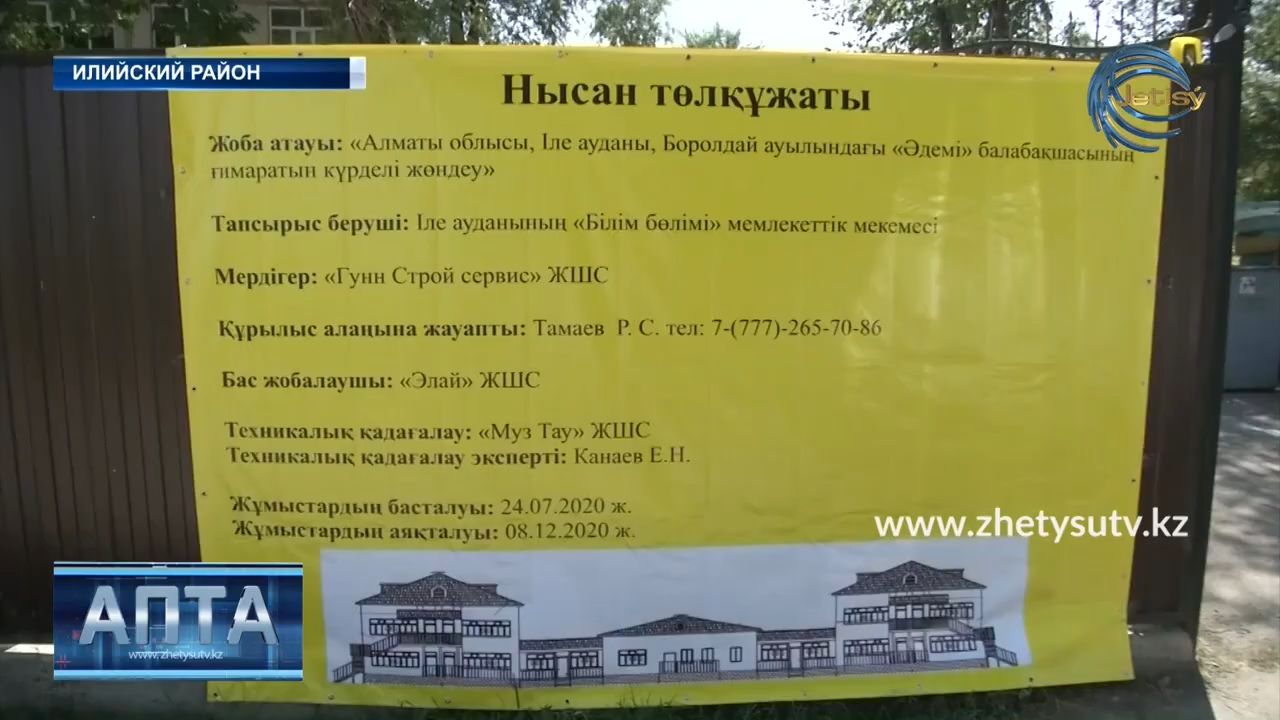 ИЛИЙСКИЙ РАЙОН
Jetisý
Нысан төлқұжаты
Жоба атауы: «Алматы облысы, Іле ауданы, Боролдай ауылындағы «Әдемі» балабақшасының
ғимаратын күрделі жөндеу»
Тапсырыс беруші: Іле ауданының «Білім бөлімі» мемлекеттік мекемесі
Мердігер: «Гунн Строй сервис» ЖШС
Құрылыс алаңына жауапты: Тамаев Р. С. тел: 7-(777)-265-70-86
Бас жобалаушы: «Элай» ЖШС
Техникалық қадағалау: «Муз Тау» ЖШС
Техникалық қадағалау эксперті: Канаев Е.Н.
Жұмыстардың басталуы: 24.07.2020 ж.
Жұмыстардың аяқталуы: 08.12.2020 ж.
www.zhetysutv.kz
АПТА
www.zhetysutv.kz